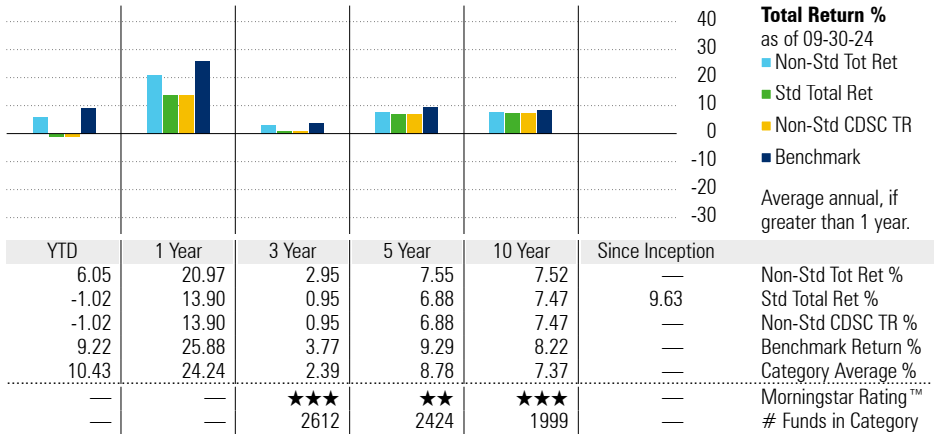 40
30
20
10
0
-10
-20
-30
Total Return %
as of 09-30-24
Non-Std Tot Ret
Std Total Ret
Non-Std CDSC TR
Benchmark
Average annual, if
greater than 1 year.
YTD 1 Year 3 Year 5 Year 10 Year Since Inception
6.05 20.97 2.95 7.55 7.52 — Non-Std Tot Ret %
-1.02 13.90 0.95 6.88 7.47 9.63 Std Total Ret %
-1.02 13.90 0.95 6.88 7.47 — Non-Std CDSC TR %
9.22 25.88 3.77 9.29 8.22 — Benchmark Return %
10.43 24.24 2.39 8.78 7.37 — Category Average %
— — ★★★ ★★ ★★★ — Morningstar Rating™
— — 2612 2424 1999 — # Funds in Category